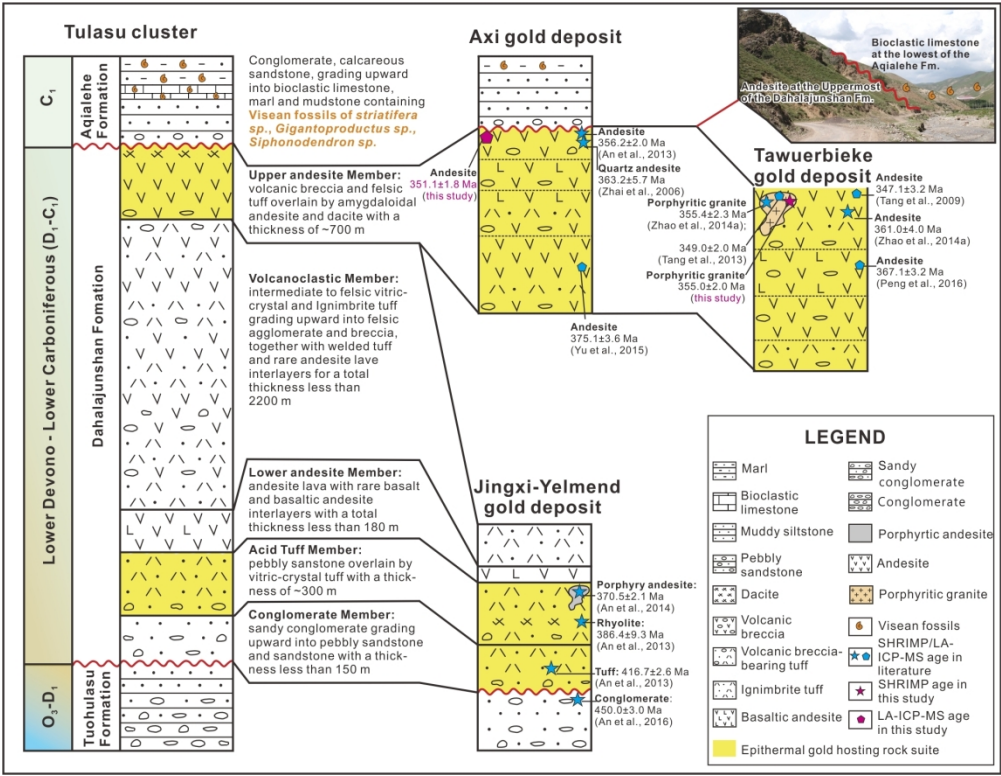 Tulasu cluster
C1
Aqialehe
Formation
Lower Devono - Lower Carboniferous (D1-C1)
Dahalajunshan Fomation
O3-D1
Tuohulasu
Formation
Conglomerate, calcareous
sandstone, grading upward
into bioclastic limestone,
marl and mudstone containing
Visean fossils of striatifera
sp., Gigantoproductus sp.,
Siphonodendron sp.
Upper andesite Member:
volcanic breccia and felsic
tuff overlain by amygdaloidal
andesite and dacite with a
thickness of ~700 m
Volcanoclastic Member:
intermediate to felsic vitric-
crystal and Ignimbrite tuff
grading upward into felsic
agglomerate and breccia,
together with welded tuff
and rare andesite lave
interlayers for a total
thickness less than
2200 m
Lower andesite Member:
andesite lava with rare basalt
and basaltic andesite
interlayers with a total
thickness less than 180 m
Acid Tuff Member:
pebbly sanstone overlain by
vitric-crystal tuff with a thick-
ness of ~300 m
Conglomerate Member:
sandy conglomerate grading
upward into pebbly sandstone
and sandstone with a thick-
ness less than 150 m
Axi gold deposit
Andesite
351.1±1.8 Ma
(this study)
Andesite
356.2±2.0 Ma
(An et al., 2013)
Quartz andesite
363.2±5.7 Ma
(Zhai et al., 2006)
Andesite
375.1±3.6 Ma
(Yu et al., 2015)
Bioclastic limestone
at the lowest of the
Aqialehe Fm.
Andesite at the Uppermost
of the Dahalajunshan Fm.
Tawuerbieke
gold deposit
Porphyritic granite
355.4±2.3 Ma
(Zhao et al., 2014a);
349.0±2.0 Ma
(Tang et al., 2013)
Porphyritic granite
355.0±2.0 Ma
(this study)
Andesite
347.1±3.2 Ma
(Tang et al., 2009)
Andesite
361.0±4.0 Ma
(Zhao et al., 2014a)
Andesite
367.1±3.2 Ma
(Peng et al., 2016)
Jingxi-Yelmend
gold deposit
Porphyry andesite:
370.5±2.1 Ma
(An et al., 2014)
Rhyolite:
386.4±9.3 Ma
(An et al., 2013)
Tuff: 416.7±2.6 Ma
(An et al., 2013)
Conglomerate:
450.0±3.0 Ma
(An et al., 2016)
LEGEND
Marl
Bioclastic
limestone
Muddy siltstone
Pebbly
sandstone
Dacite
Volcanic
breccia
Volcanic breccia-
bearing tuff
Ignimbrite tuff
Basaltic andesite
Epithermal gold hosting rock suite
Sandy
conglomerate
Conglomerate
Porphyrtic andesite
Andesite
Porphyritic granite
Visean fossils
SHRIMP/LA-
ICP-MS age in
literature
SHRIMP age in
this study
LA-ICP-MS age
in this study